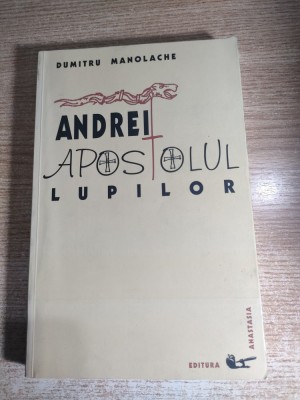 DUMITRU MANOLACHE
ANDREI
APOSTOLUL
LUPILOR
EDITURA
ANASTASIA